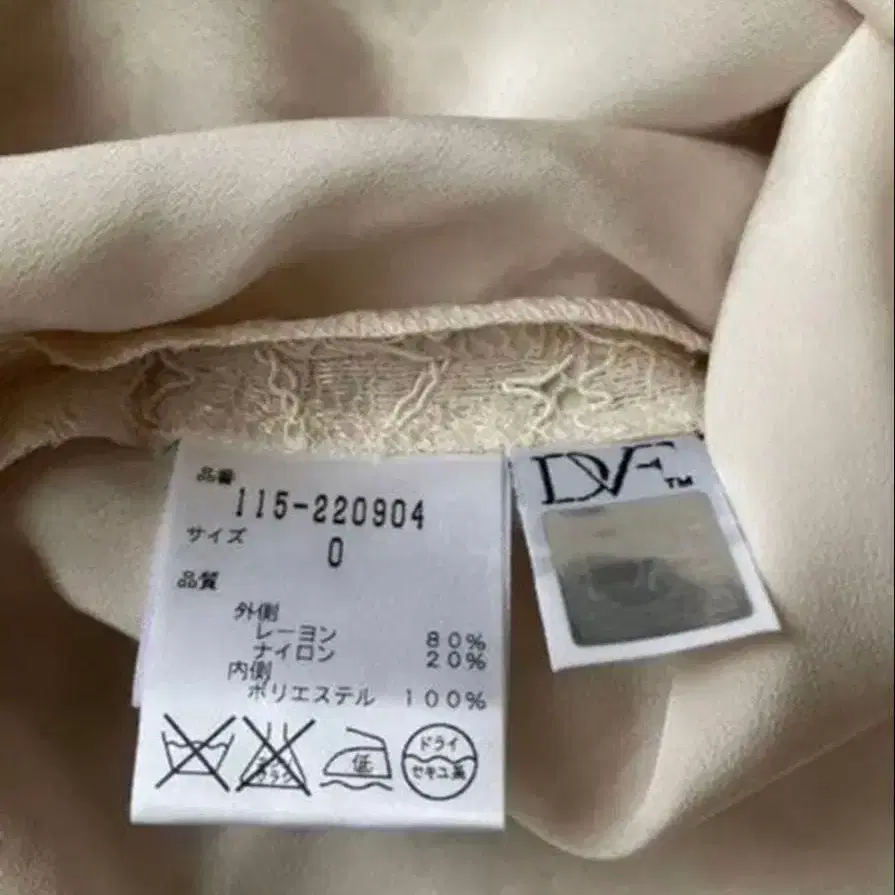 品番
115-220904
サイズ
0
品質
外側
レーヨン 80%
ナイロン 20%
内側
ポリエステル 100%
低
ドライ
セキユ系
DVF™